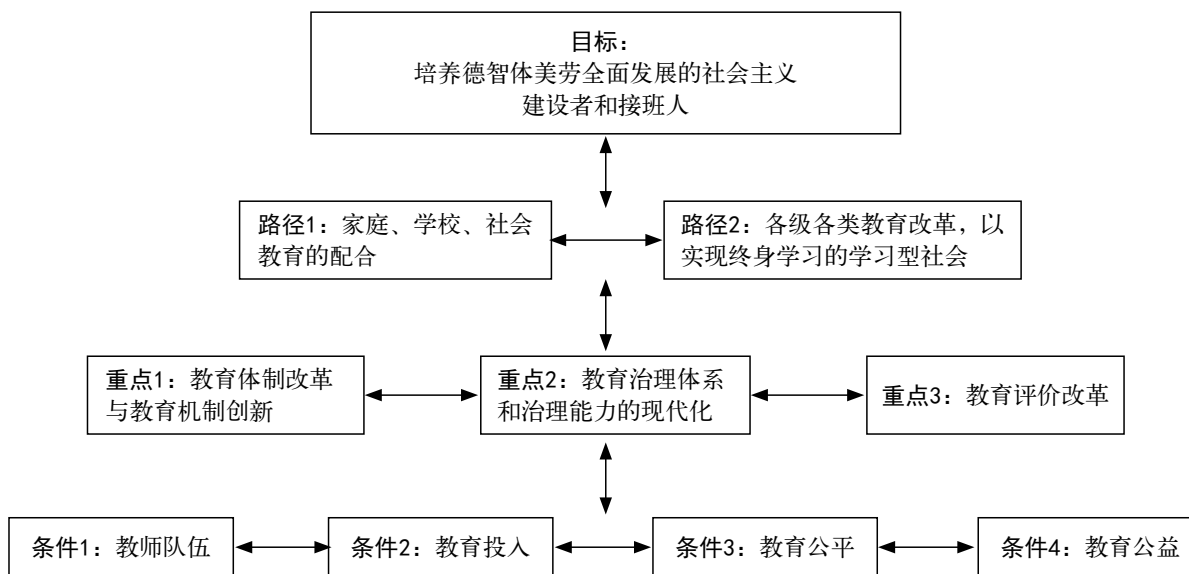 目标：
培养德智体美劳全面发展的社会主义
建设者和接班人
路径1：家庭、学校、社会
教育的配合
路径2：各级各类教育改革，以
实现终身学习的学习型社会
重点1：教育体制改革
与教育机制创新
重点2：教育治理体系
和治理能力的现代化
重点3：教育评价改革
条件1：教师队伍
条件2：教育投入
条件3：教育公平
条件4：教育公益